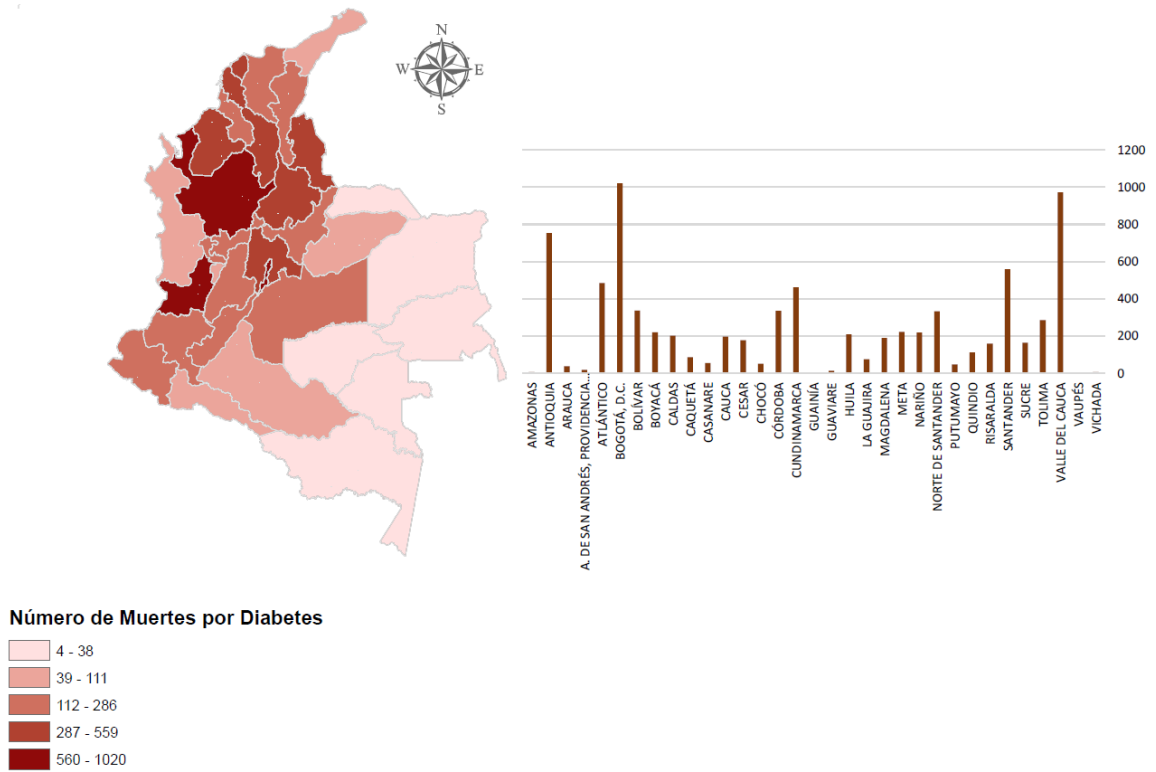 N
W
E
S
1200
1000
800
600
400
200
0
AMAZONAS
ANTIOQUIA
ARAUCA
A. DE SAN ANDRÉS, PROVIDENCIA...
ATLÁNTICO
BOGOTÁ, D.C.
BOLÍVAR
BOYACÁ
CALDAS
CAQUETÁ
CASANARE
CAUCA
CESAR
CHOCÓ
CÓRDOBA
CUNDINAMARCA
GUAINÍA
GUAVIARE
HUILA
LA GUAJIRA
MAGDALENA
META
NARIÑO
NORTE DE SANTANDER
PUTUMAYO
QUINDIO
RISARALDA
SANTANDER
SUCRE
TOLIMA
VALLE DEL CAUCA
VAUPÉS
VICHADA
Número de Muertes por Diabetes
4 - 38
39 - 111
112 - 286
287 - 559
560 - 1020